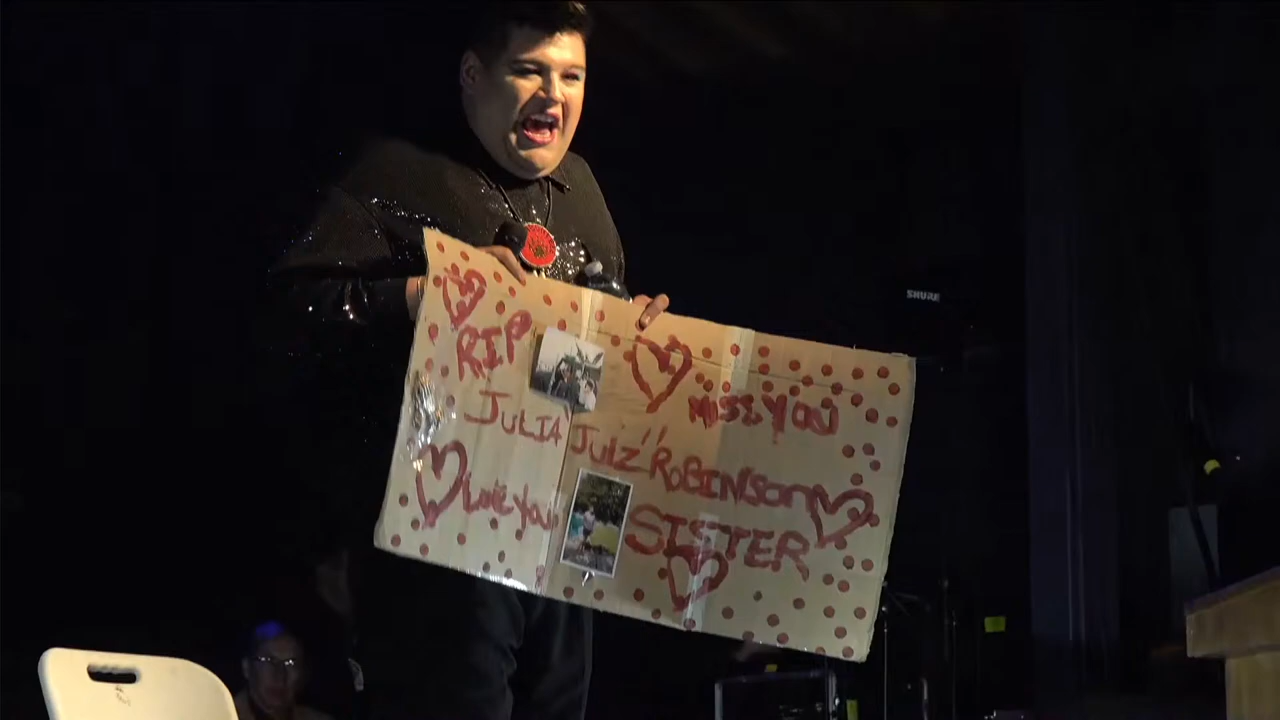 SHURE
RIP
MISS YOU
JULIA "JULZ" ROBINSON
LOVE YOU
SISTER